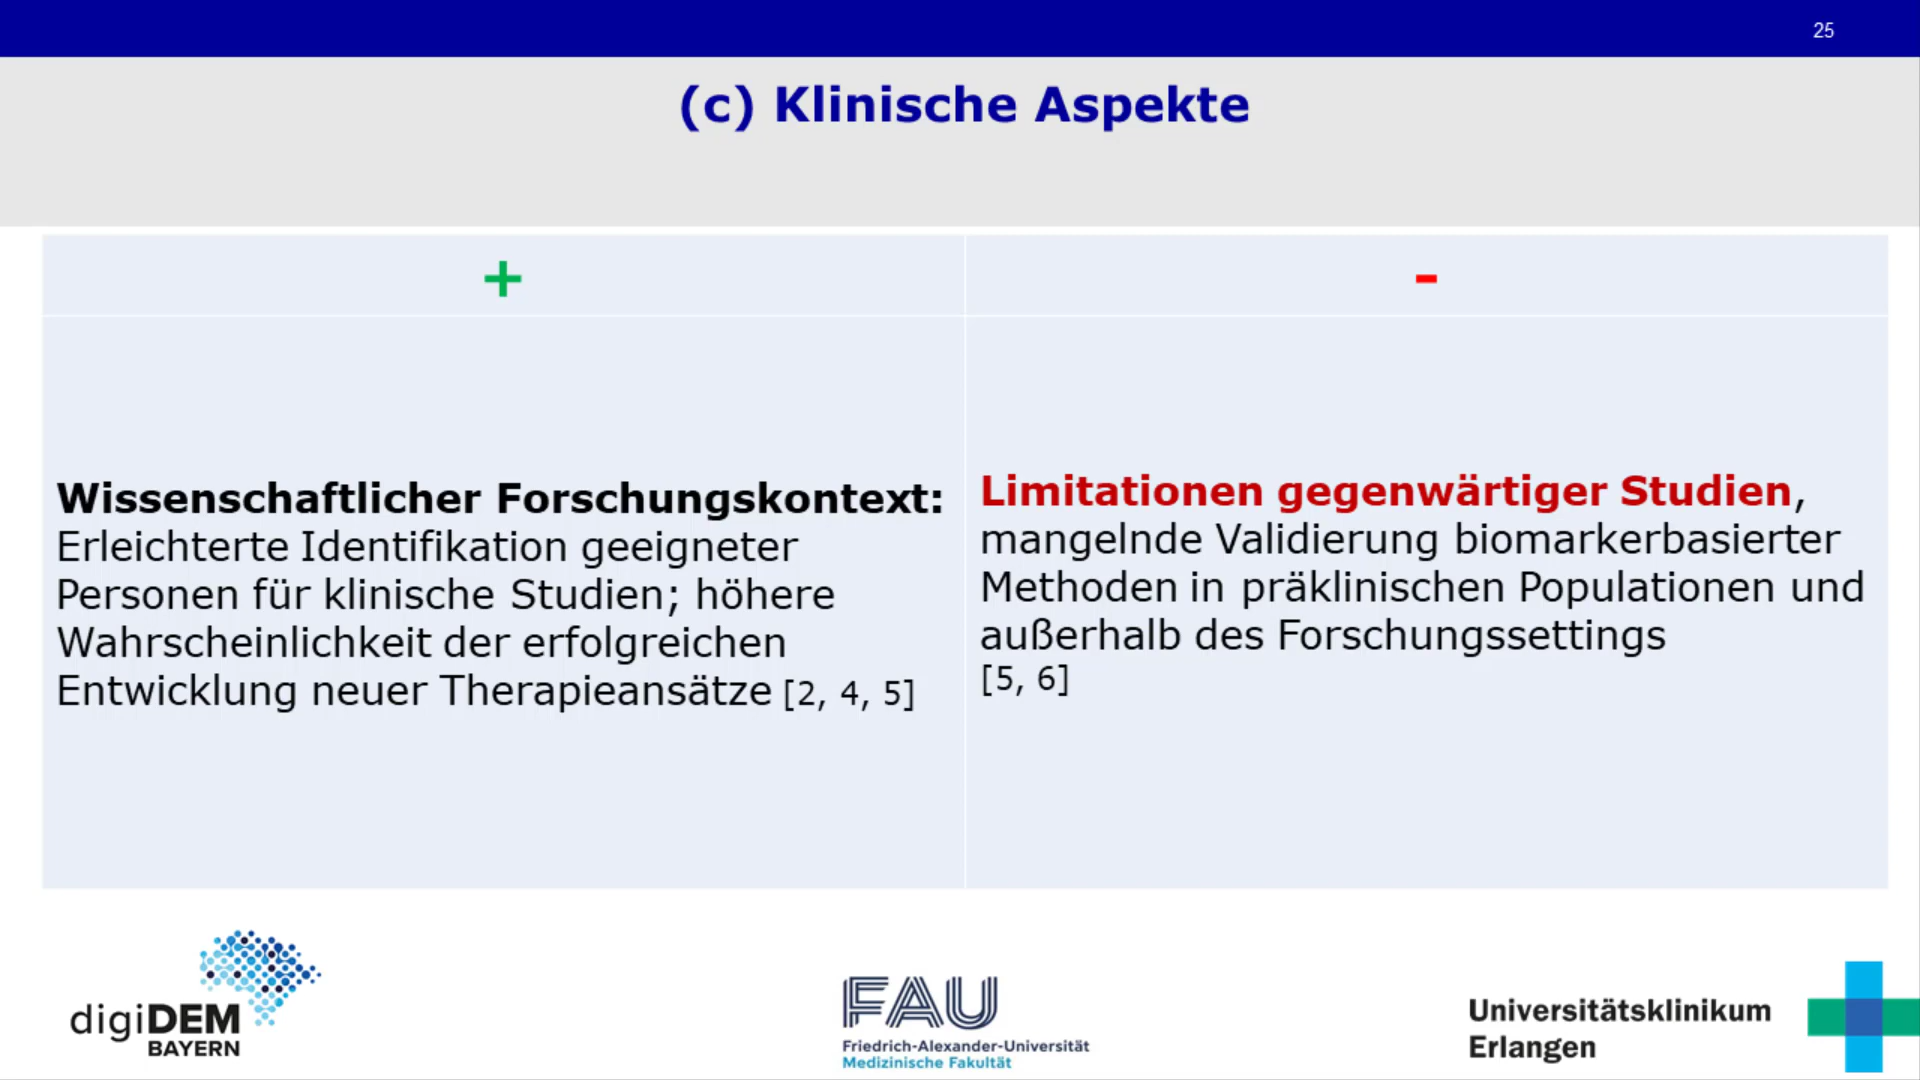 25
(c) Klinische Aspekte
+
-
Wissenschaftlicher Forschungskontext:
Erleichterte Identifikation geeigneter
Personen für klinische Studien; höhere
Wahrscheinlichkeit der erfolgreichen
Entwicklung neuer Therapieansätze [2, 4, 5]
Limitationen gegenwärtiger Studien,
mangelnde Validierung biomarkerbasierter
Methoden in präklinischen Populationen und
außerhalb des Forschungssettings
[5, 6]
digiDEM
BAYERN
FAU
Friedrich-Alexander-Universität
Medizinische Fakultät
Universitätsklinikum
Erlangen